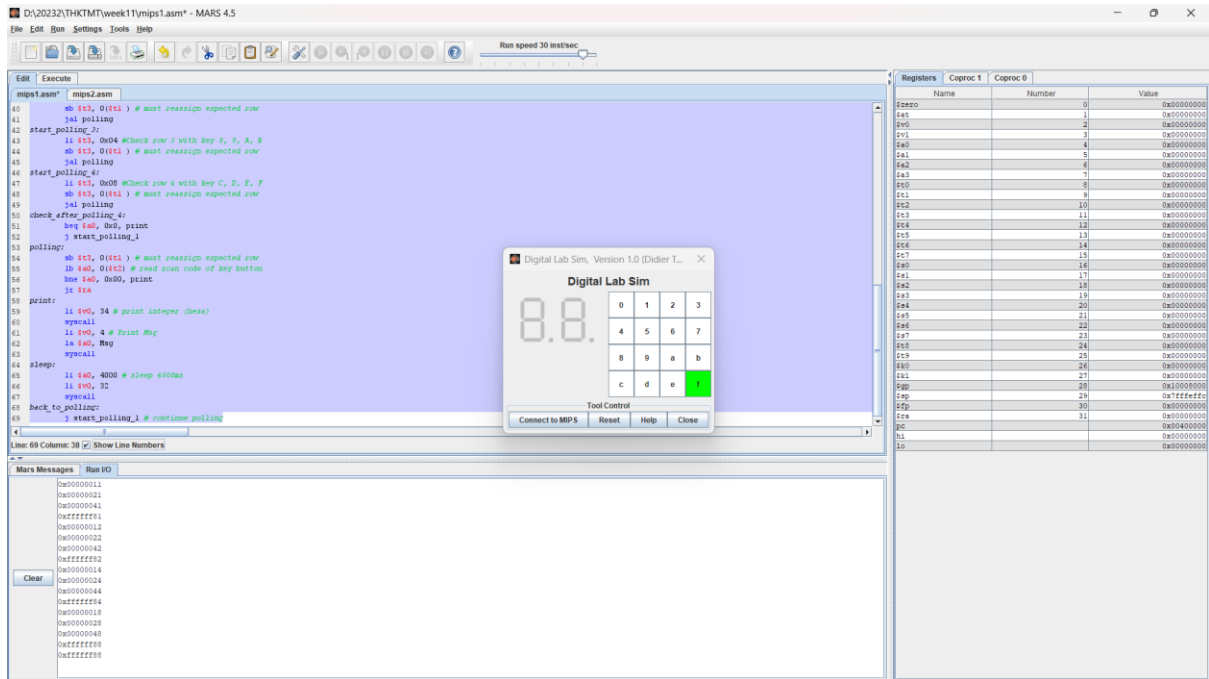 D:\20232\THKTMT\week11\mips1.asm* - MARS 4.5
File Edit Run Settings Tools Help
Run speed 30 inst/sec
Edit Execute
mips1.asm* mips2.asm
40 sb $t3, 0($t1 ) # must reassign expected row
41 jal polling
42 start_polling_3:
43 li $t3, 0x04 #Check row 3 with key 8, 9, A, B
44 sb $t3, 0($t1 ) # must reassign expected row
45 jal polling
46 start_polling_4:
47 li $t3, 0x08 #Check row 4 with key C, D, E, F
48 sb $t3, 0($t1 ) # must reassign expected row
49 jal polling
50 check_after_polling_4:
51 beq $a0, 0x0, print
52 j start_polling_1
53 polling:
54 sb $t3, 0($t1 ) # must reassign expected row
55 lb $a0, 0($t2) # read scan code of key button
56 bne $a0, 0x00, print
57 jr $ra
58 print:
59 li $v0, 34 # print integer (hexa)
60 syscall
61 li $v0, 4 # Print Msg
62 la $a0, Msg
63 syscall
64 sleep:
65 li $a0, 4000 # sleep 4000ms
66 li $v0, 32
67 syscall
68 back_to_polling:
69 j start_polling_1 # continue polling
Line: 69 Column: 38 Show Line Numbers
Mars Messages Run I/O
Clear
0x00000011
0x00000021
0x00000041
0xffffff81
0x00000012
0x00000022
0x00000042
0xffffff82
0x00000014
0x00000024
0x00000044
0xffffff84
0x00000018
0x00000028
0x00000048
0xffffff88
0xffffff88
Digital Lab Sim, Version 1.0 (Didier T...
Digital Lab Sim
8.8.
0 1 2 3
4 5 6 7
8 9 a b
c d e f
Tool Control
Connect to MIPS Reset Help Close
Registers Coproc 1 Coproc 0
Name Number Value
$zero 0 0x00000000
$at 1 0x00000000
$v0 2 0x00000000
$v1 3 0x00000000
$a0 4 0x00000000
$a1 5 0x00000000
$a2 6 0x00000000
$a3 7 0x00000000
$t0 8 0x00000000
$t1 9 0x00000000
$t2 10 0x00000000
$t3 11 0x00000000
$t4 12 0x00000000
$t5 13 0x00000000
$t6 14 0x00000000
$t7 15 0x00000000
$s0 16 0x00000000
$s1 17 0x00000000
$s2 18 0x00000000
$s3 19 0x00000000
$s4 20 0x00000000
$s5 21 0x00000000
$s6 22 0x00000000
$s7 23 0x00000000
$t8 24 0x00000000
$t9 25 0x00000000
$k0 26 0x00000000
$k1 27 0x00000000
$gp 28 0x10008000
$sp 29 0x7fffeffc
$fp 30 0x00000000
$ra 31 0x00000000
pc 0x00400000
hi 0x00000000
lo 0x00000000